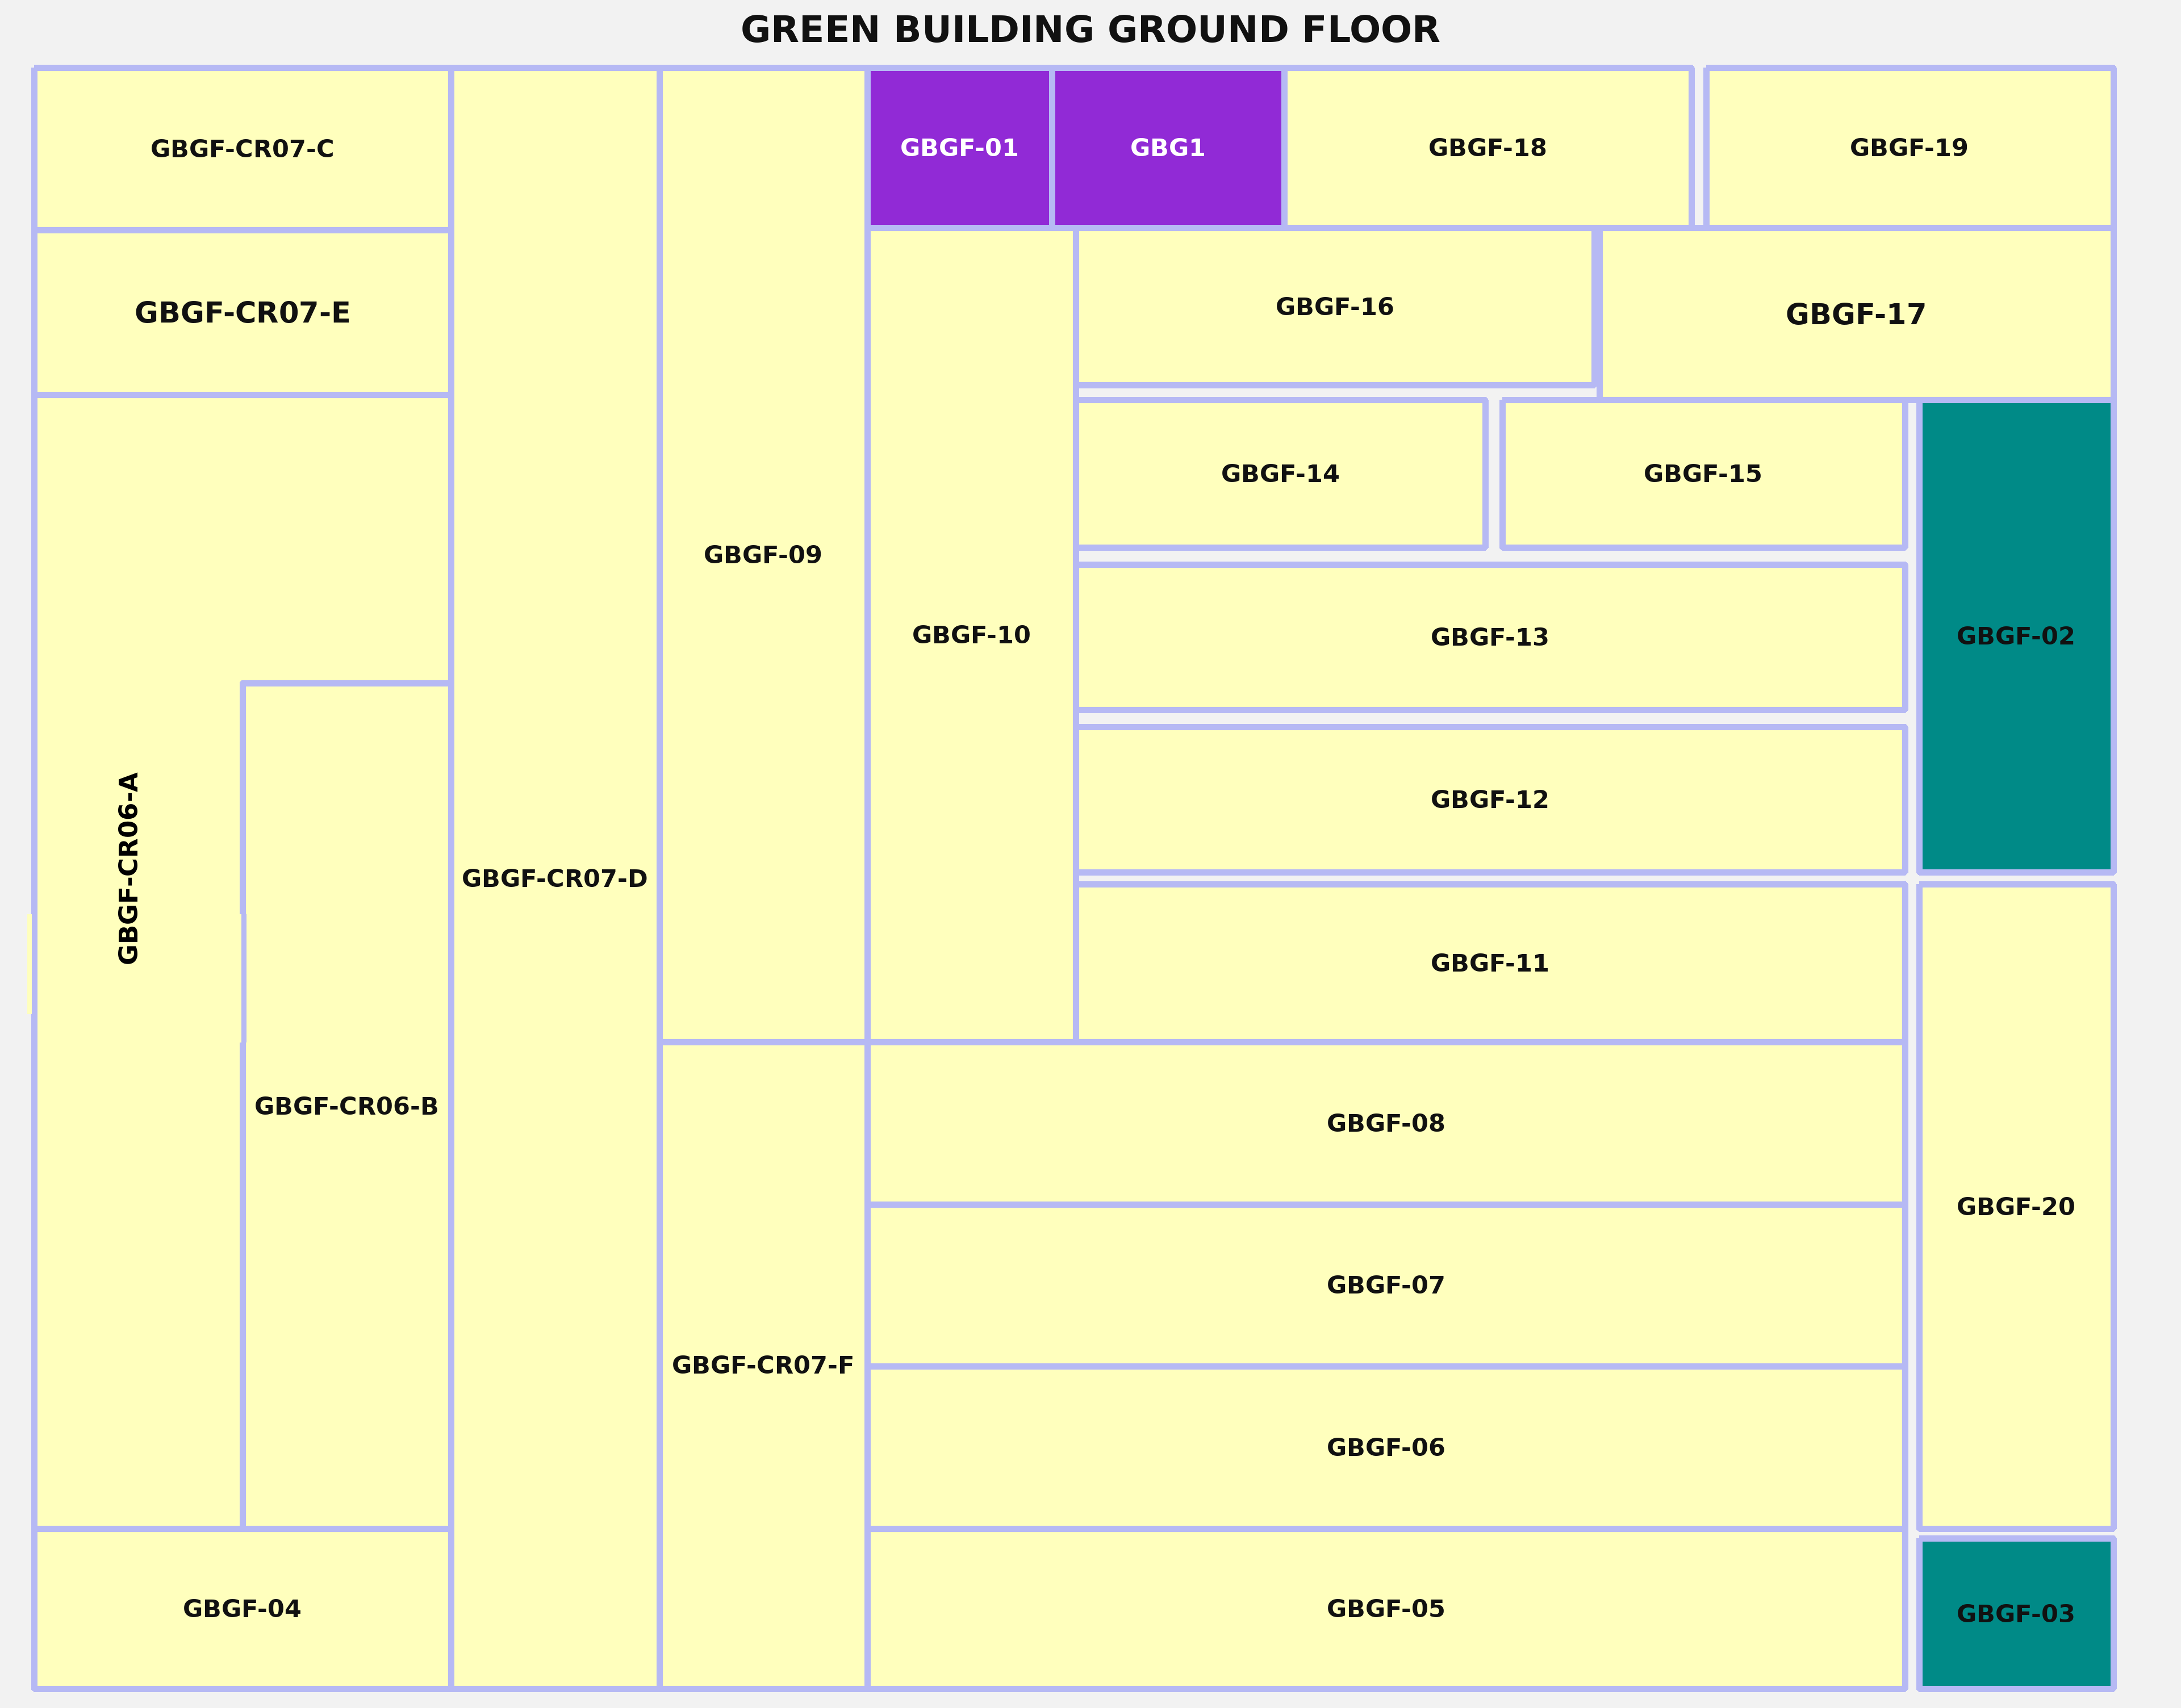 GREEN BUILDING GROUND FLOOR
GBGF-CR07-C
GBGF-01
GBG1
GBGF-18
GBGF-19
GBGF-CR07-E
GBGF-16
GBGF-17
GBGF-14
GBGF-15
GBGF-09
GBGF-10
GBGF-13
GBGF-02
GBGF-12
GBGF-CR06-A
GBGF-CR07-D
GBGF-11
GBGF-CR06-B
GBGF-08
GBGF-20
GBGF-07
GBGF-CR07-F
GBGF-06
GBGF-04
GBGF-05
GBGF-03